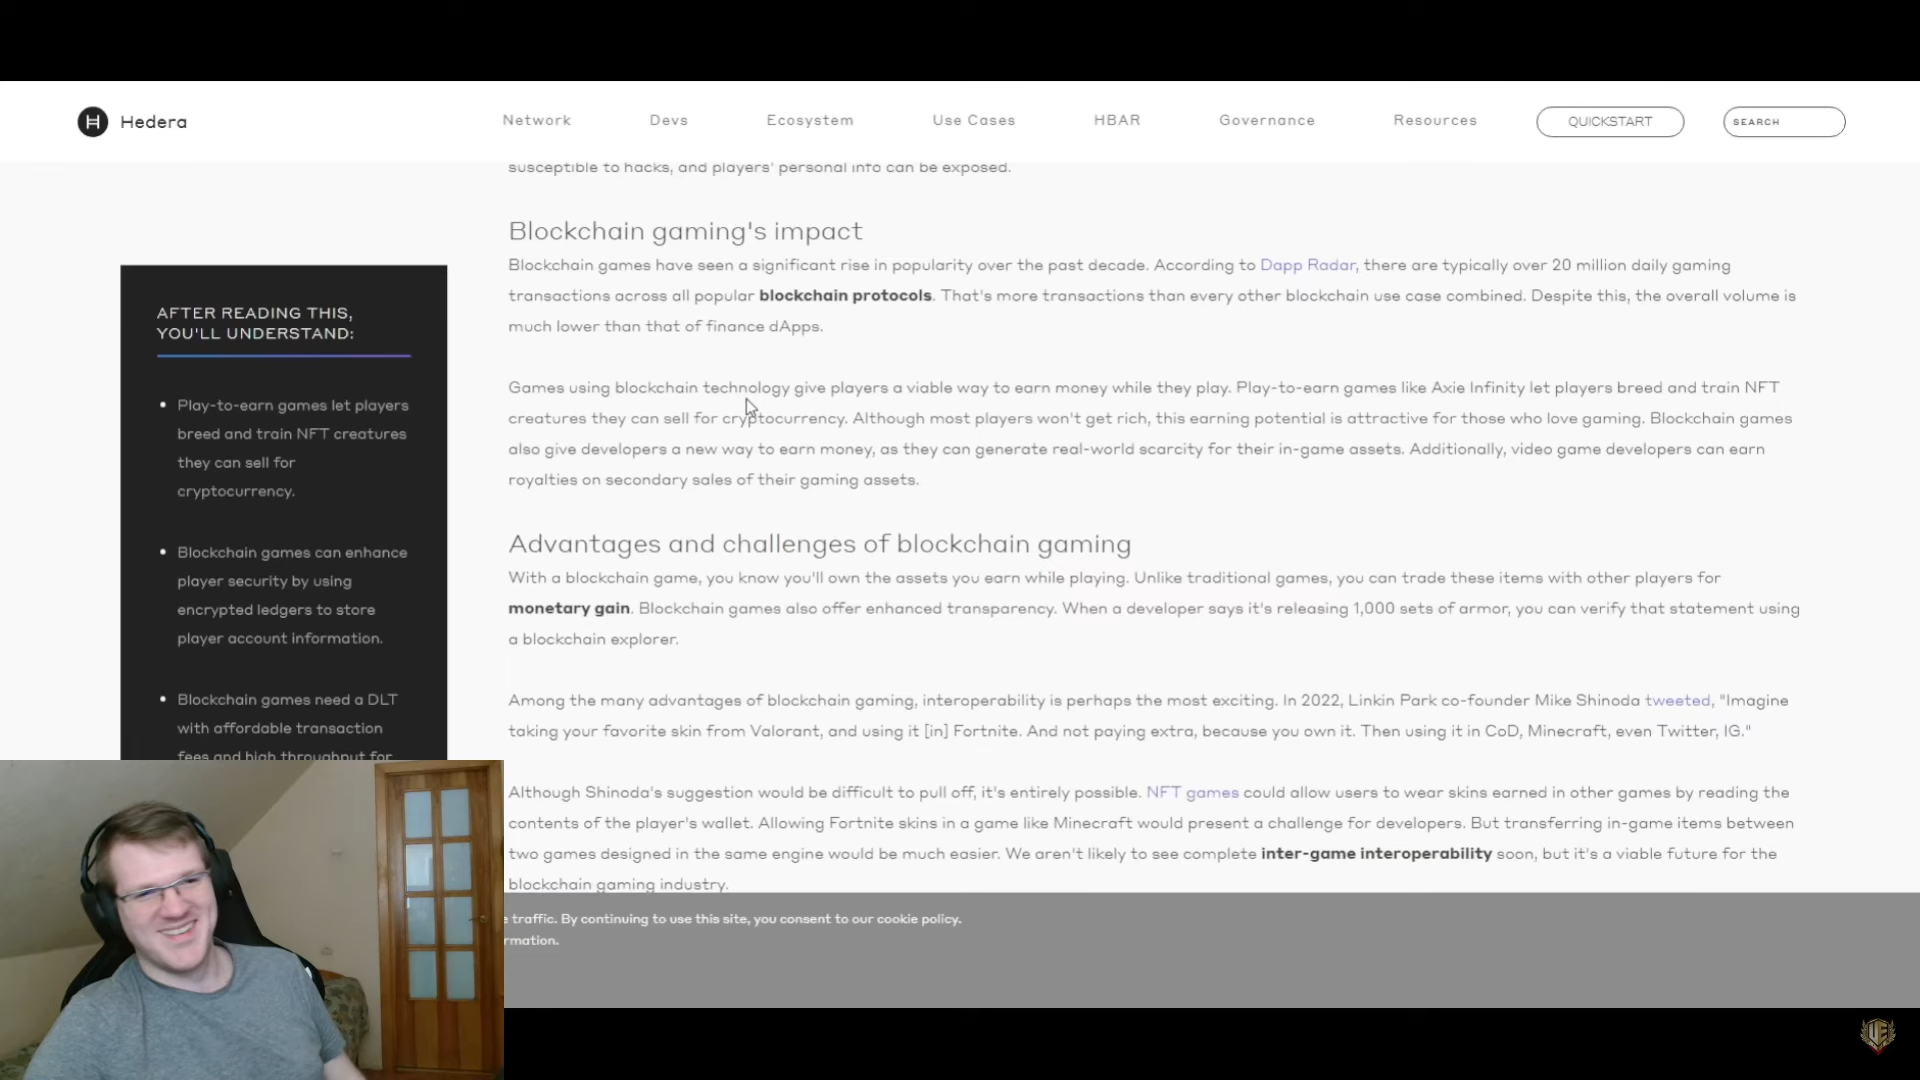 Hedera
Network
Devs
Ecosystem
Use Cases
HBAR
Governance
Resources
QUICKSTART
SEARCH
susceptible to hacks, and players' personal info can be exposed.
Blockchain gaming's impact
Blockchain games have seen a significant rise in popularity over the past decade. According to Dapp Radar, there are typically over 20 million daily gaming
transactions across all popular blockchain protocols. That's more transactions than every other blockchain use case combined. Despite this, the overall volume is
much lower than that of finance dApps.
Games using blockchain technology give players a viable way to earn money while they play. Play-to-earn games like Axie Infinity let players breed and train NFT
creatures they can sell for cryptocurrency. Although most players won't get rich, this earning potential is attractive for those who love gaming. Blockchain games
also give developers a new way to earn money, as they can generate real-world scarcity for their in-game assets. Additionally, video game developers can earn
royalties on secondary sales of their gaming assets.
Advantages and challenges of blockchain gaming
With a blockchain game, you know you'll own the assets you earn while playing. Unlike traditional games, you can trade these items with other players for
monetary gain. Blockchain games also offer enhanced transparency. When a developer says it's releasing 1,000 sets of armor, you can verify that statement using
a blockchain explorer.
Among the many advantages of blockchain gaming, interoperability is perhaps the most exciting. In 2022, Linkin Park co-founder Mike Shinoda tweeted, "Imagine
taking your favorite skin from Valorant, and using it [in] Fortnite. And not paying extra, because you own it. Then using it in CoD, Minecraft, even Twitter, IG."
Although Shinoda's suggestion would be difficult to pull off, it's entirely possible. NFT games could allow users to wear skins earned in other games by reading the
contents of the player's wallet. Allowing Fortnite skins in a game like Minecraft would present a challenge for developers. But transferring in-game items between
two games designed in the same engine would be much easier. We aren't likely to see complete inter-game interoperability soon, but it's a viable future for the
blockchain gaming industry.
AFTER READING THIS,
YOU'LL UNDERSTAND:
• Play-to-earn games let players
breed and train NFT creatures
they can sell for
cryptocurrency.
• Blockchain games can enhance
player security by using
encrypted ledgers to store
player account information.
• Blockchain games need a DLT
with affordable transaction
fees and high throughput for
e traffic. By continuing to use this site, you consent to our cookie policy.
rmation.